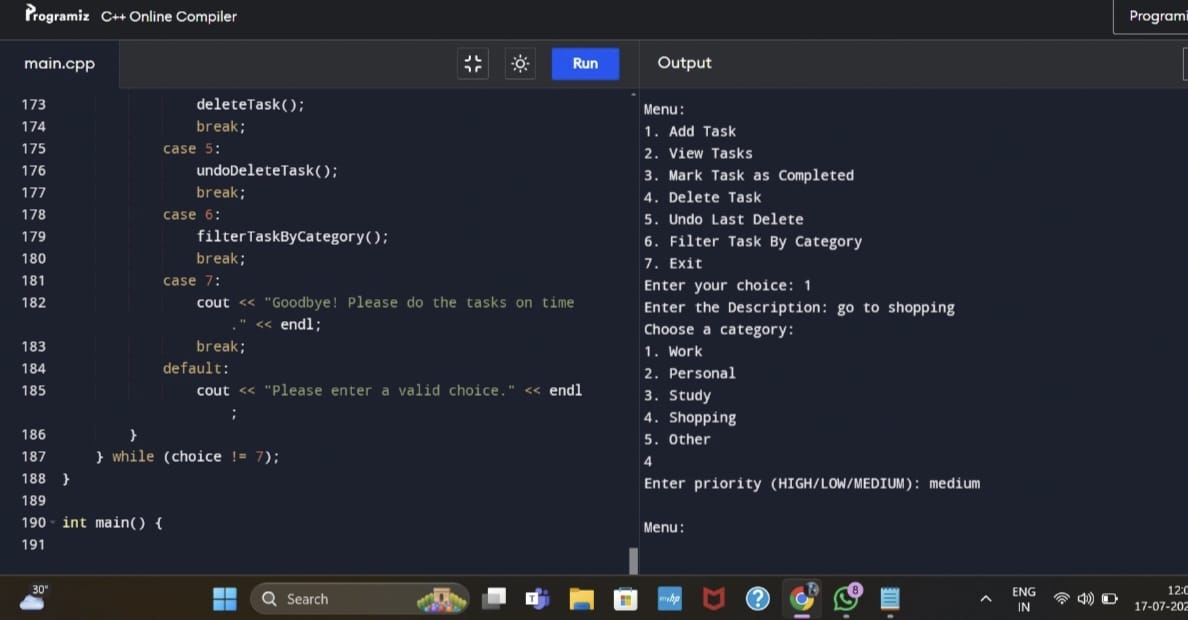 Programiz C++ Online Compiler
Programi
main.cpp
Run
Output
173 deleteTask();
174 break;
175 case 5:
176 undoDeleteTask();
177 break;
178 case 6:
179 filterTaskByCategory();
180 break;
181 case 7:
182 cout << "Goodbye! Please do the tasks on time
." << endl;
183 break;
184 default:
185 cout << "Please enter a valid choice." << endl
;
186 }
187 } while (choice != 7);
188 }
189
190 int main() {
191
Menu:
1. Add Task
2. View Tasks
3. Mark Task as Completed
4. Delete Task
5. Undo Last Delete
6. Filter Task By Category
7. Exit
Enter your choice: 1
Enter the Description: go to shopping
Choose a category:
1. Work
2. Personal
3. Study
4. Shopping
5. Other
4
Enter priority (HIGH/LOW/MEDIUM): medium
Menu:
30°
Search
T
myhp
8
ENG
IN
12:0
17-07-202